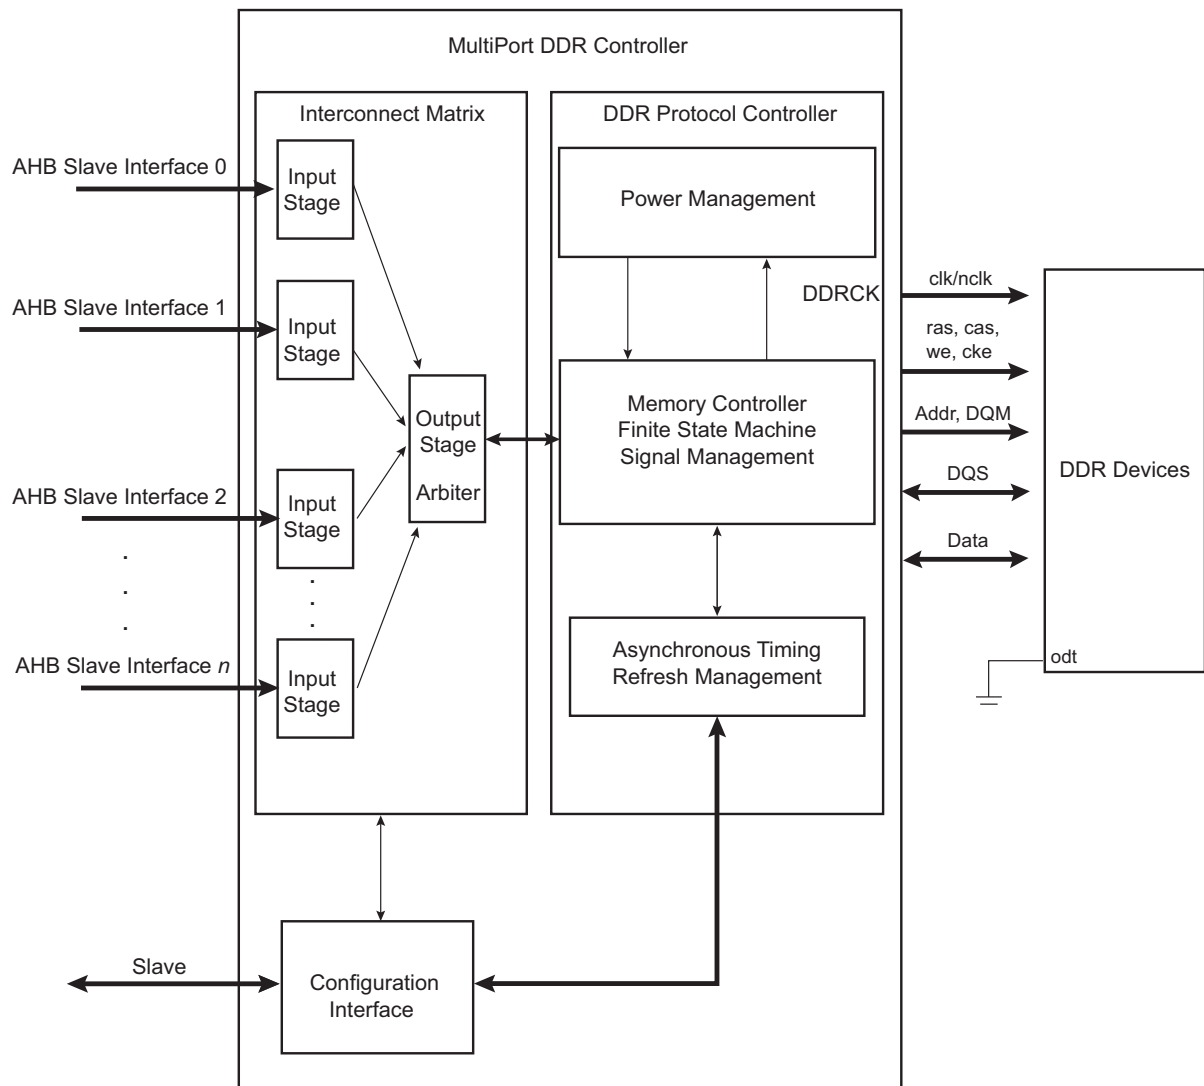 MultiPort DDR Controller
Interconnect Matrix
DDR Protocol Controller
AHB Slave Interface 0
Input
Stage
Power Management
AHB Slave Interface 1
Input
Stage
DDRCK
clk/nclk
ras, cas,
we, cke
Output
Stage
Arbiter
Memory Controller
Finite State Machine
Signal Management
Addr, DQM
DQS
Data
DDR Devices
odt
AHB Slave Interface 2
Input
Stage
.
.
.
.
.
.
AHB Slave Interface n
Input
Stage
Asynchronous Timing
Refresh Management
Slave
Configuration
Interface